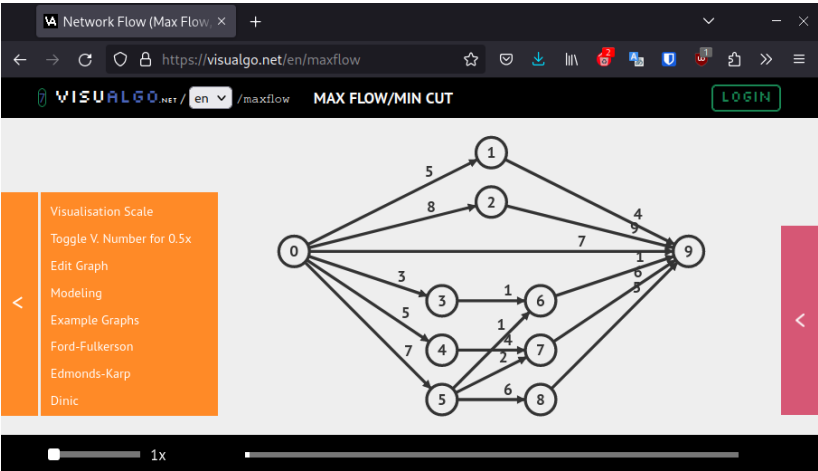 Network Flow (Max Flow,
https://visualgo.net/en/maxflow
2
1
7 VISUALGO.NET / en /maxflow MAX FLOW/MIN CUT LOGIN
1
5
4
2
8
9
0
7
9
Visualisation Scale
Toggle V. Number for 0.5x
Edit Graph
Modeling
Example Graphs
Ford-Fulkerson
Edmonds-Karp
Dinic
<
<
3
3
1
6
1
5
4
1
4
7
6
7
5
2
6
8
5
1x